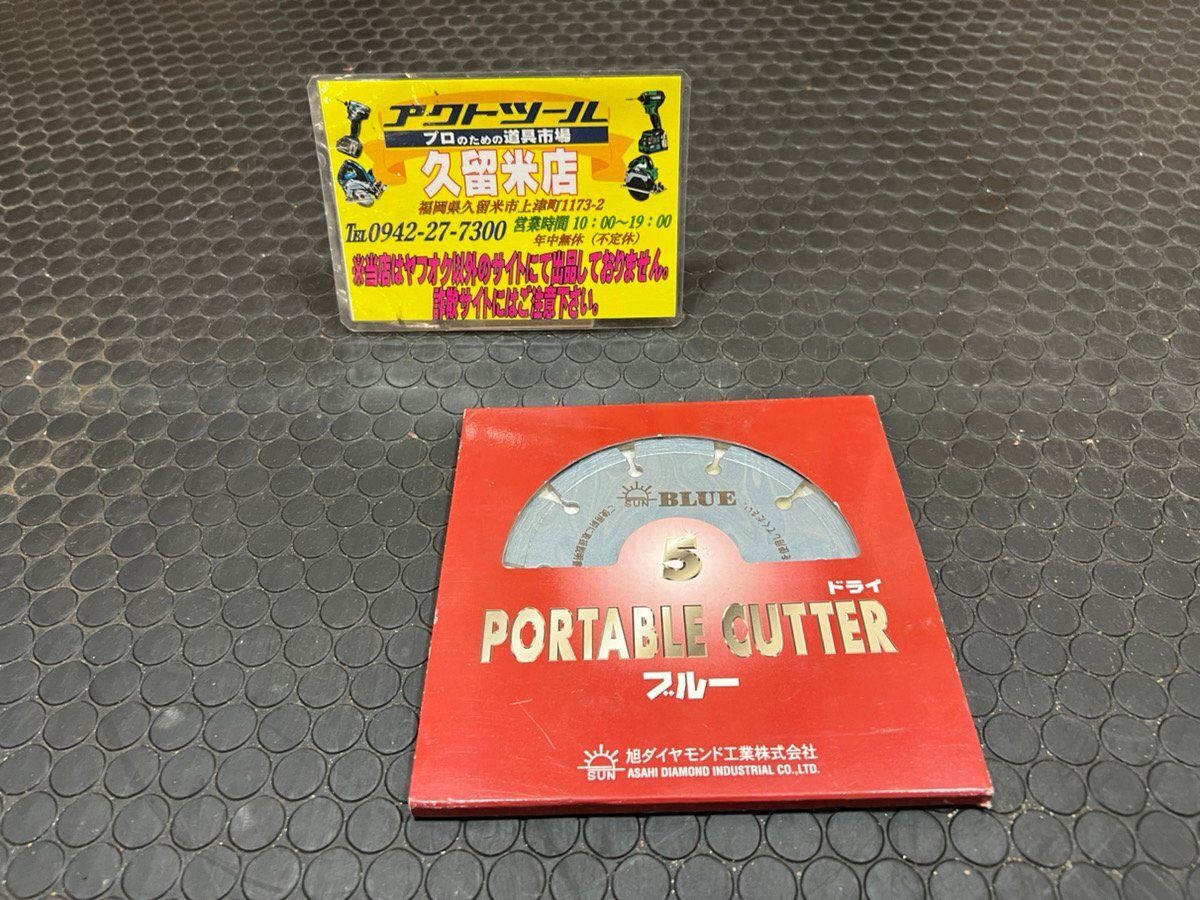 アクトツール
プロのための道具市場
久留米店
福岡県久留米市上津町1173-2
TEL0942-27-7300 営業時間 10：00～19：00
年中無休（不定休）
※当店はヤフオク以外のサイトにて出品しておりません。
詐欺サイトにはご注意下さい。
SUN BLUE
5
ドライ
PORTABLE CUTTER
ブルー
SUN
旭ダイヤモンド工業株式会社
ASAHI DIAMOND INDUSTRIAL CO.,LTD.